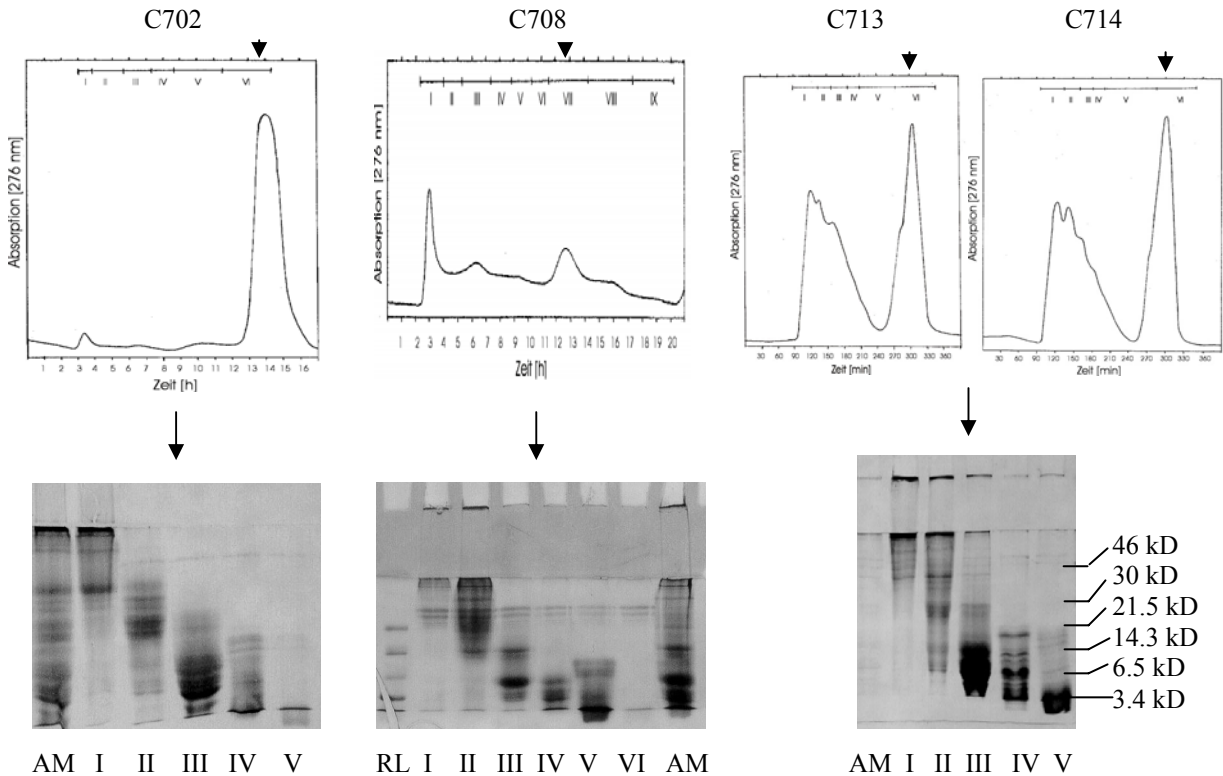 C702 C708 C713 C714
I II III IV V VI
I II III IV V VI VII VIII IX
I II III IV V VI
I II III IV V VI
Absorption [276 nm]
Absorption [276 nm]
Absorption [276 nm]
Absorption [276 nm]
1 2 3 4 5 6 7 8 9 10 11 12 13 14 15 16
1 2 3 4 5 6 7 8 9 10 11 12 13 14 15 16 17 18 19 20
30 60 90 120 150 180 210 240 270 300 330 360
30 60 90 120 150 180 210 240 270 300 330 360
Zeit [h]
Zeit [h]
Zeit [min]
Zeit [min]
46 kD
30 kD
21.5 kD
14.3 kD
6.5 kD
3.4 kD
AM I II III IV V
RL I II III IV V VI AM
AM I II III IV V